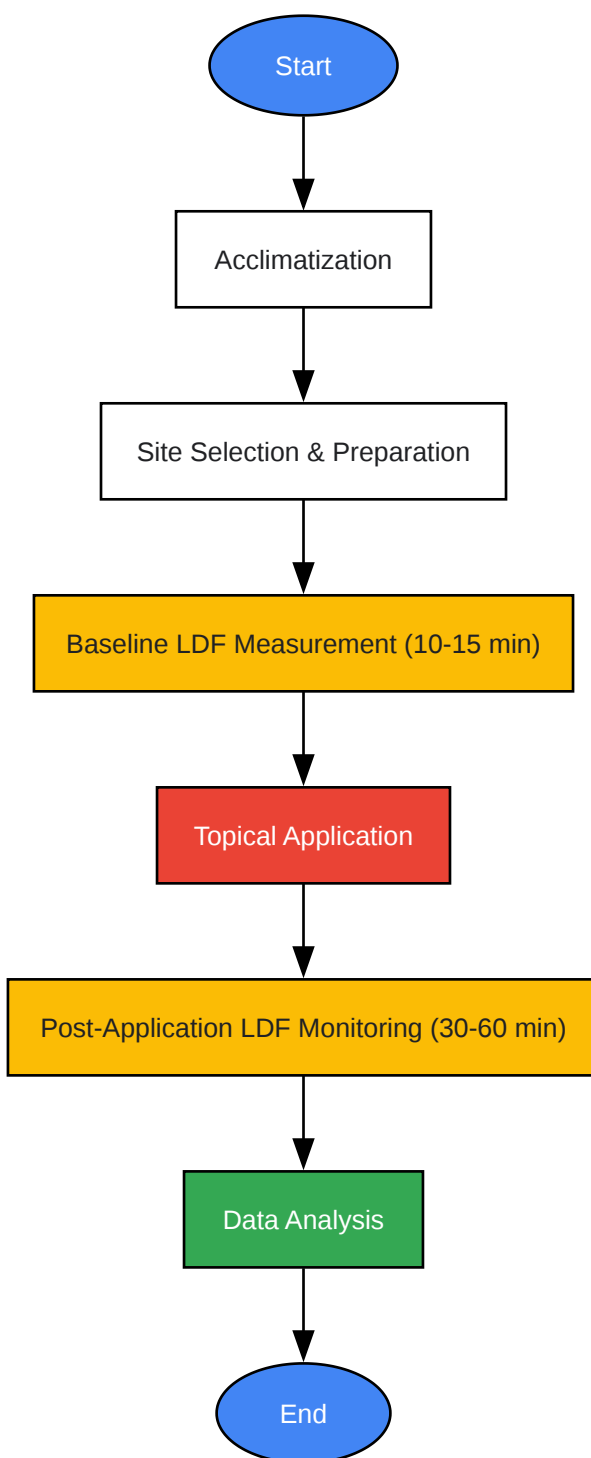 Start
Acclimatization
Site Selection & Preparation
Baseline LDF Measurement (10-15 min)
Topical Application
Post-Application LDF Monitoring (30-60 min)
Data Analysis
End